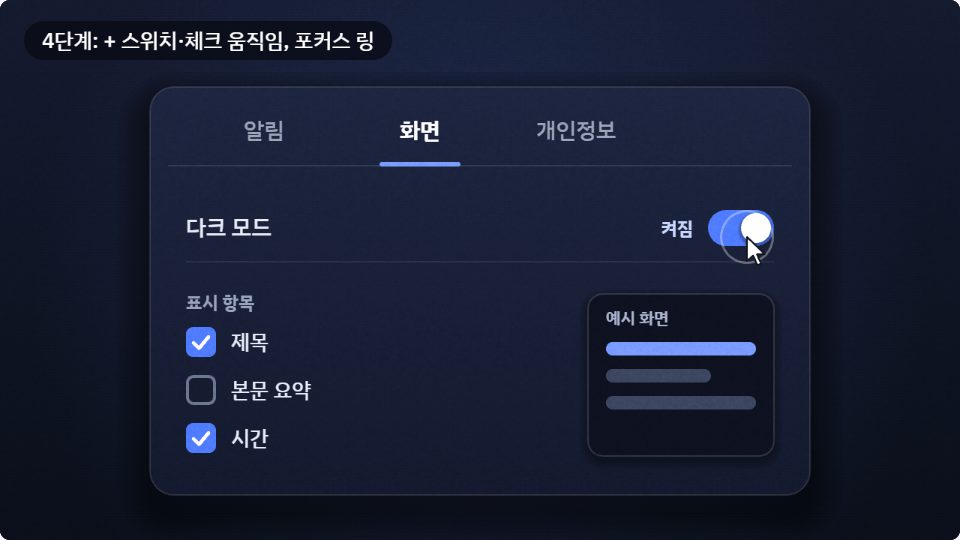 4단계: + 스위치·체크 움직임, 포커스 링
알림 화면 개인정보
다크 모드 켜짐
표시 항목
제목
본문 요약
시간
예시 화면